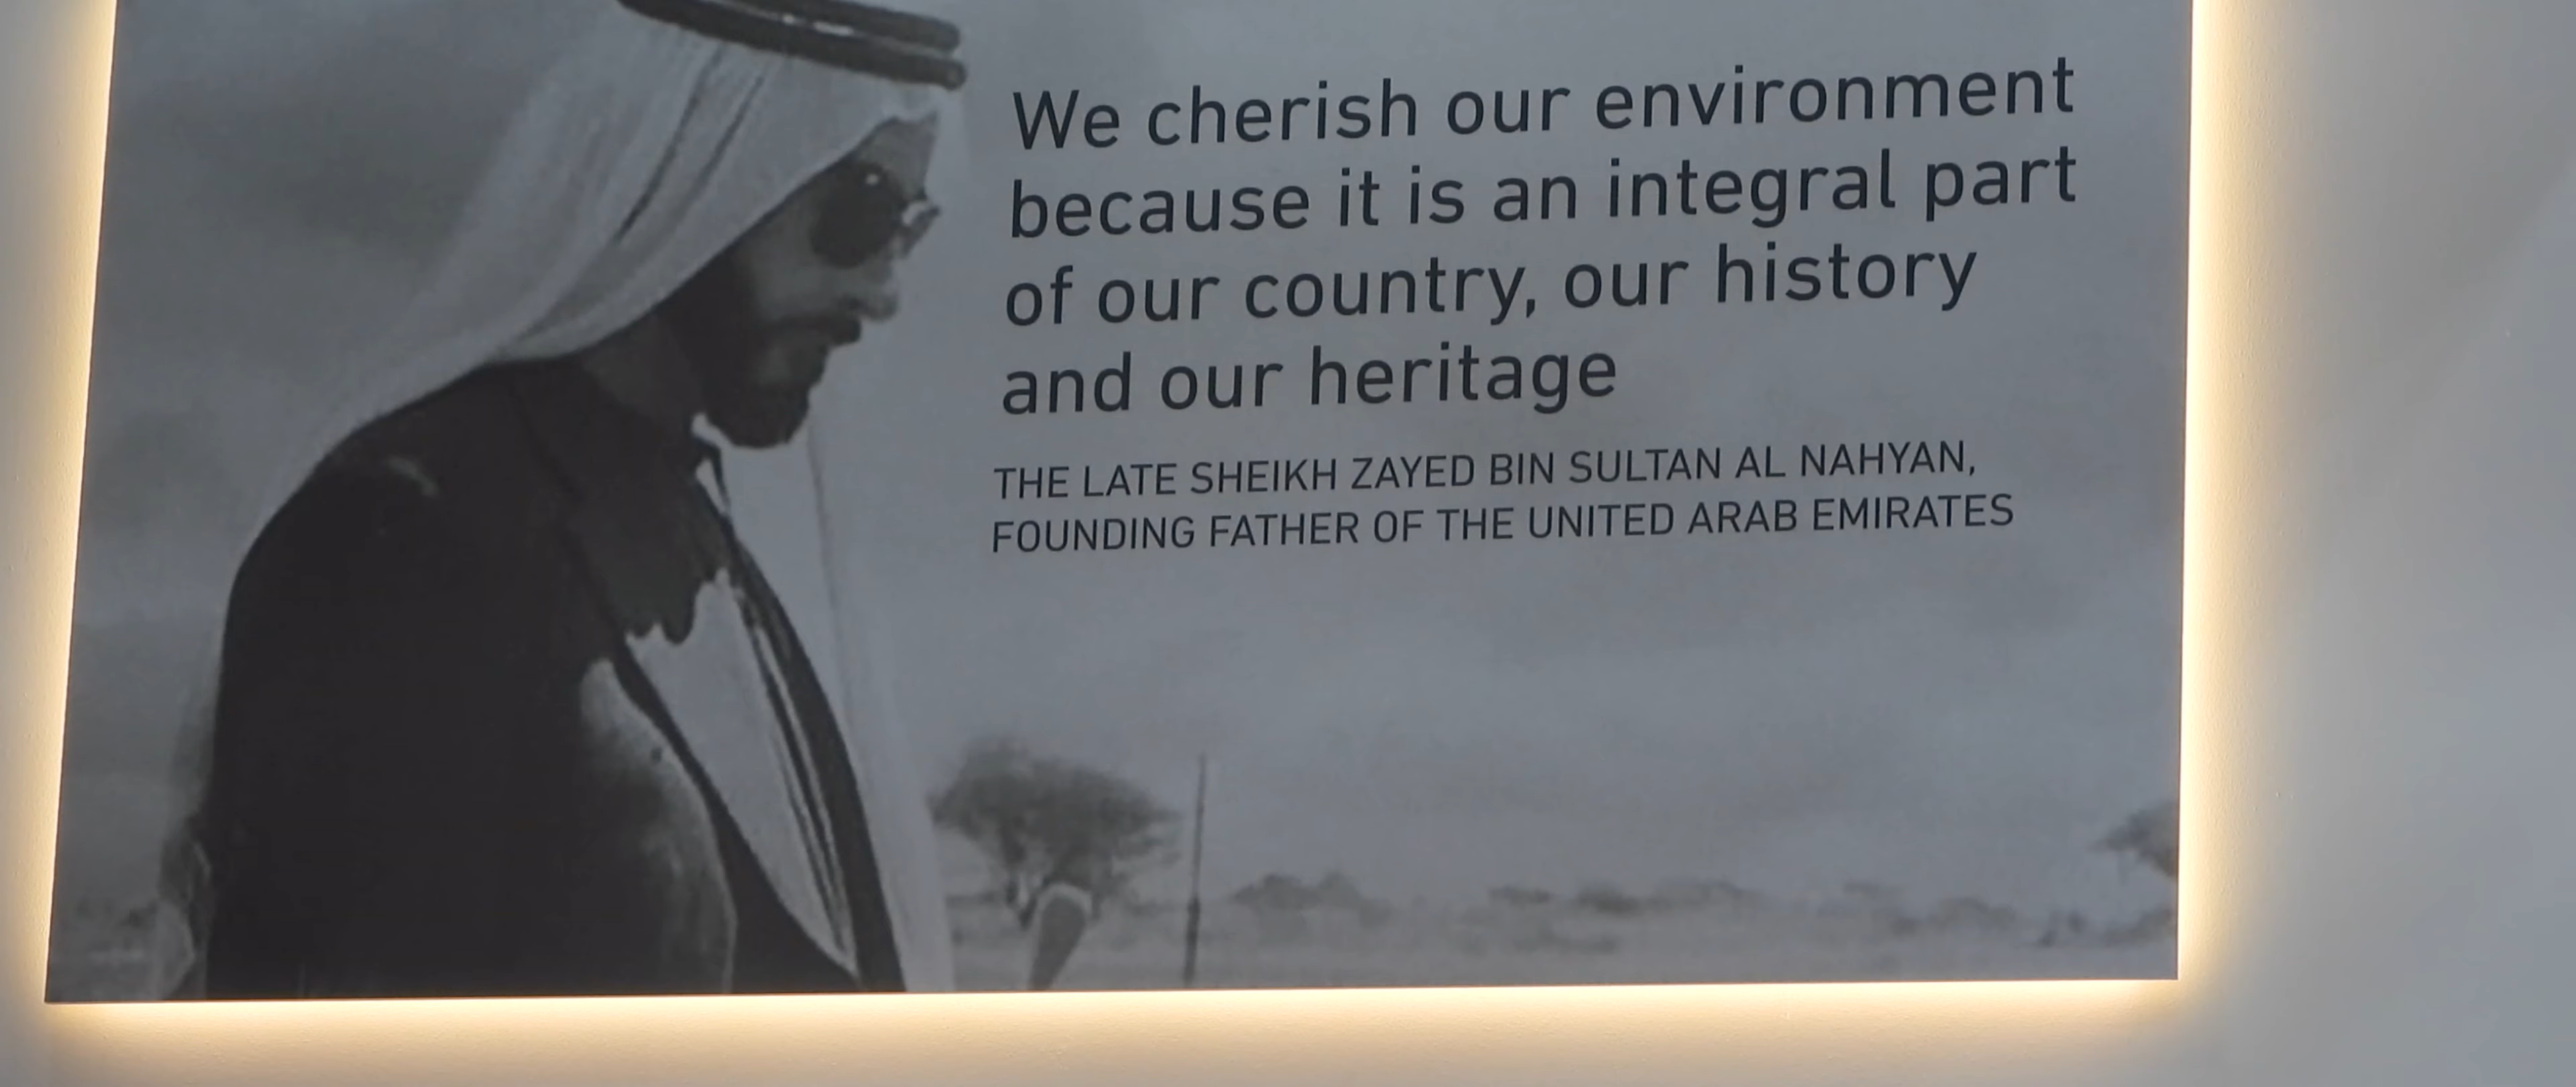 We cherish our environment
because it is an integral part
of our country, our history
and our heritage
THE LATE SHEIKH ZAYED BIN SULTAN AL NAHYAN,
FOUNDING FATHER OF THE UNITED ARAB EMIRATES